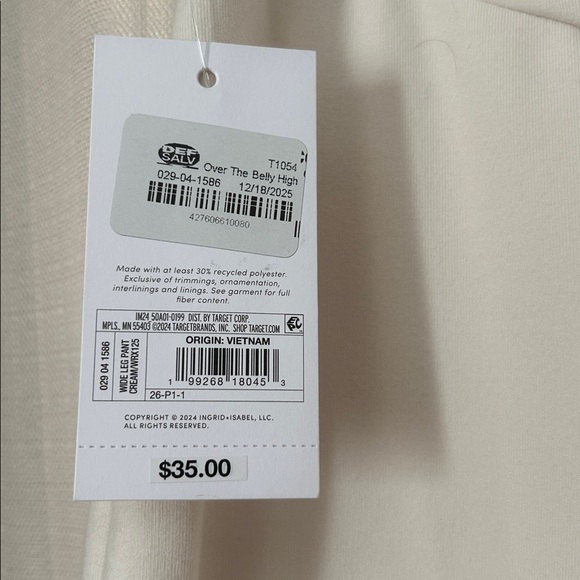 DEF
SALV
T1054
Over The Belly High
029-04-1586 12/18/2025
427606610080
Made with at least 30% recycled polyester.
Exclusive of trimmings, ornamentation,
interlinings and linings. See garment for full
fiber content.
IM24_50A01-0199 DIST. BY TARGET CORP.
MPLS., MN 55403 ©2024 TARGETBRANDS, INC. SHOP TARGET.COM
029 04 1586
WIDE LEG PANT
CREAM/WRX125
ORIGIN: VIETNAM
1 99268 18045 3
26-P1-1
COPYRIGHT © 2024 INGRID+ISABEL, LLC.
ALL RIGHTS RESERVED.
$35.00